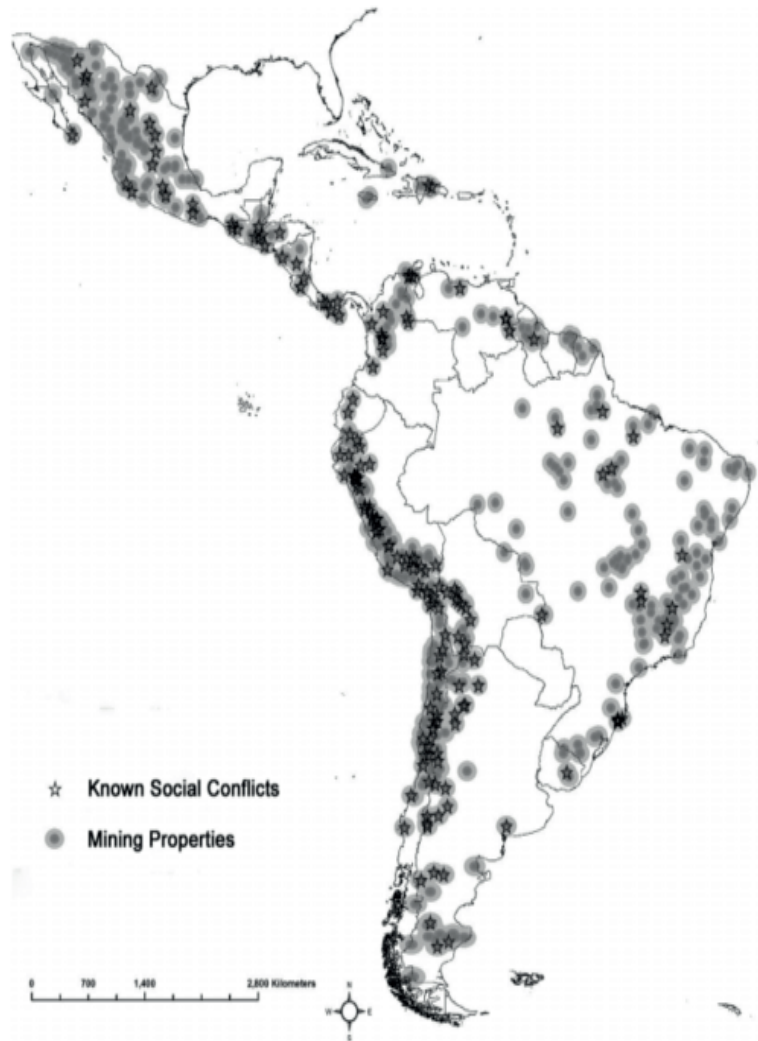 Known Social Conflicts
Mining Properties
0 700 1,400 2,800 Kilometers
N
W E
S